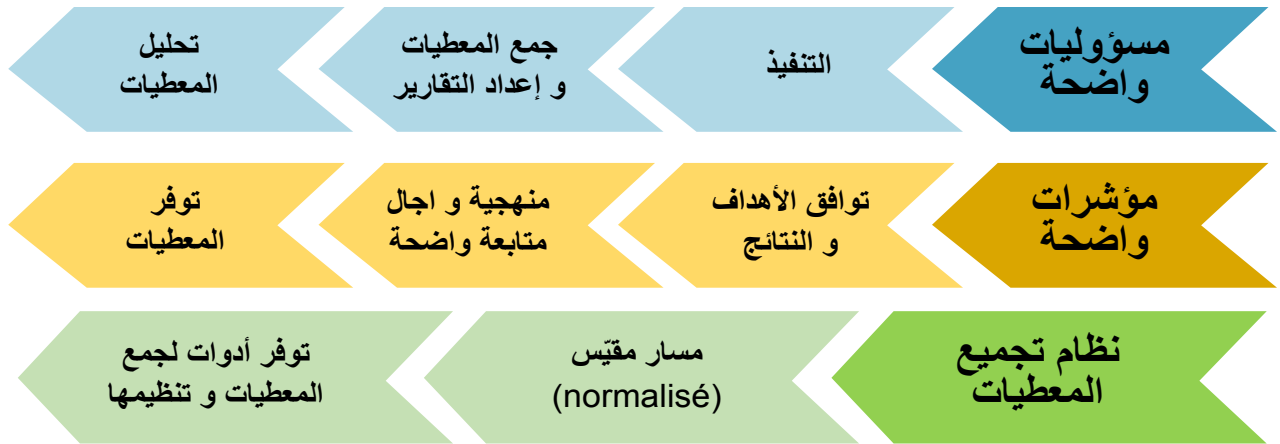 مسؤوليات
واضحة
التنفيذ
جمع المعطيات
و إعداد التقارير
تحليل
المعطيات
مؤشرات
واضحة
توافق الأهداف
و النتائج
منهجية و اجال
متابعة واضحة
توفر
المعطيات
نظام تجميع
المعطيات
مسار مقيّس
(normalisé)
توفر أدوات لجمع
المعطيات و تنظيمها